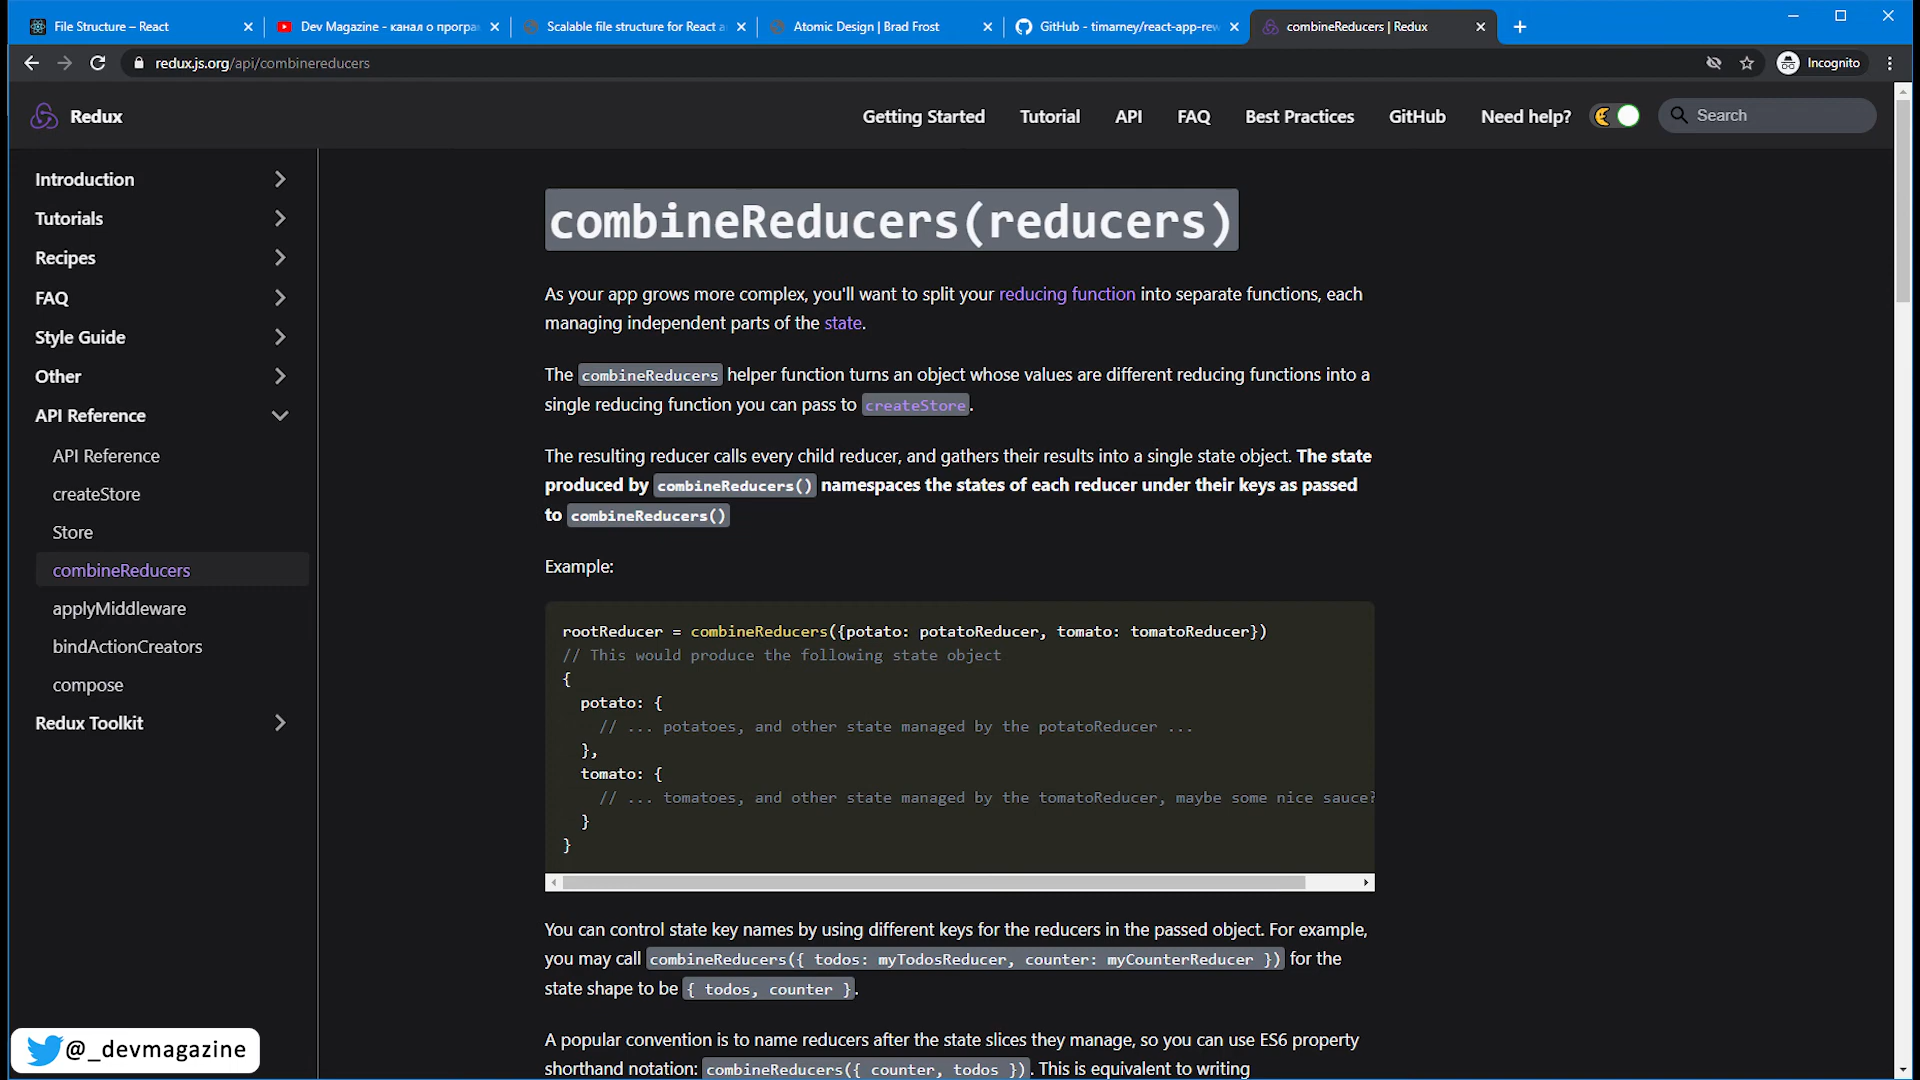 File Structure – React
Dev Magazine - канал о програ
Scalable file structure for React a
Atomic Design | Brad Frost
GitHub - timarney/react-app-rew
combineReducers | Redux
redux.js.org/api/combinereducers
Incognito
Redux
Getting Started
Tutorial
API
FAQ
Best Practices
GitHub
Need help?
Search
Introduction
Tutorials
Recipes
FAQ
Style Guide
Other
API Reference
API Reference
createStore
Store
combineReducers
applyMiddleware
bindActionCreators
compose
Redux Toolkit
combineReducers(reducers)
As your app grows more complex, you'll want to split your reducing function into separate functions, each
managing independent parts of the state.
The combineReducers helper function turns an object whose values are different reducing functions into a
single reducing function you can pass to createStore.
The resulting reducer calls every child reducer, and gathers their results into a single state object. The state
produced by combineReducers() namespaces the states of each reducer under their keys as passed
to combineReducers()
Example:
rootReducer = combineReducers({potato: potatoReducer, tomato: tomatoReducer})
// This would produce the following state object
{
potato: {
// ... potatoes, and other state managed by the potatoReducer ...
},
tomato: {
// ... tomatoes, and other state managed by the tomatoReducer, maybe some nice sauce?
}
}
You can control state key names by using different keys for the reducers in the passed object. For example,
you may call combineReducers({ todos: myTodosReducer, counter: myCounterReducer }) for the
state shape to be { todos, counter }.
A popular convention is to name reducers after the state slices they manage, so you can use ES6 property
shorthand notation: combineReducers({ counter, todos }). This is equivalent to writing
@_devmagazine